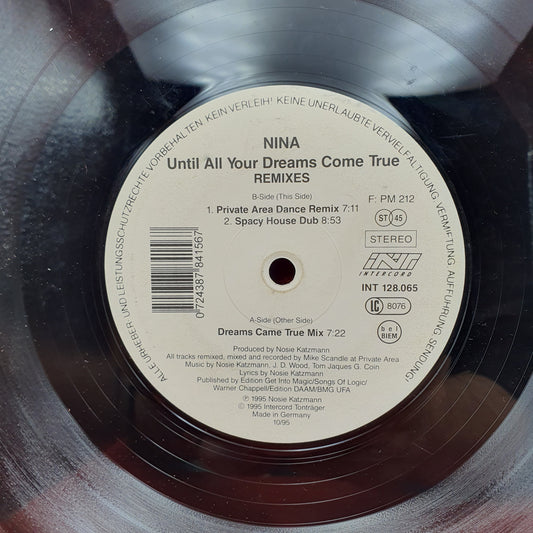 ALLE URHEBER UND LEISTUNGSSCHUTZRECHTE VORBEHALTEN KEIN VERLEIH! KEINE UNERLAUBTE VERVIELFÄLTIGUNG, VERMIETUNG, AUFFÜHRUNG, SENDUNG!
NINA
Until All Your Dreams Come True
REMIXES
B-Side (This Side)
1. Private Area Dance Remix 7:11
2. Spacy House Dub 8:53
F: PM 212
ST 45
STEREO
INT
INTERCORD
INT 128.065
LC 8076
bel
BIEM
0 724387 841567
A-Side (Other Side)
Dreams Came True Mix 7:22
Produced by Nosie Katzmann
All tracks remixed, mixed and recorded by Mike Scandle at Private Area
Music by Nosie Katzmann, J. D. Wood, Tom Jaques G. Coin
Lyrics by Nosie Katzmann
Published by Edition Get Into Magic/Songs Of Logic/
Warner Chappell/Edition DAAM/BMG UFA
℗ 1995 Nosie Katzmann
© 1995 Intercord Tonträger
Made in Germany
10/95